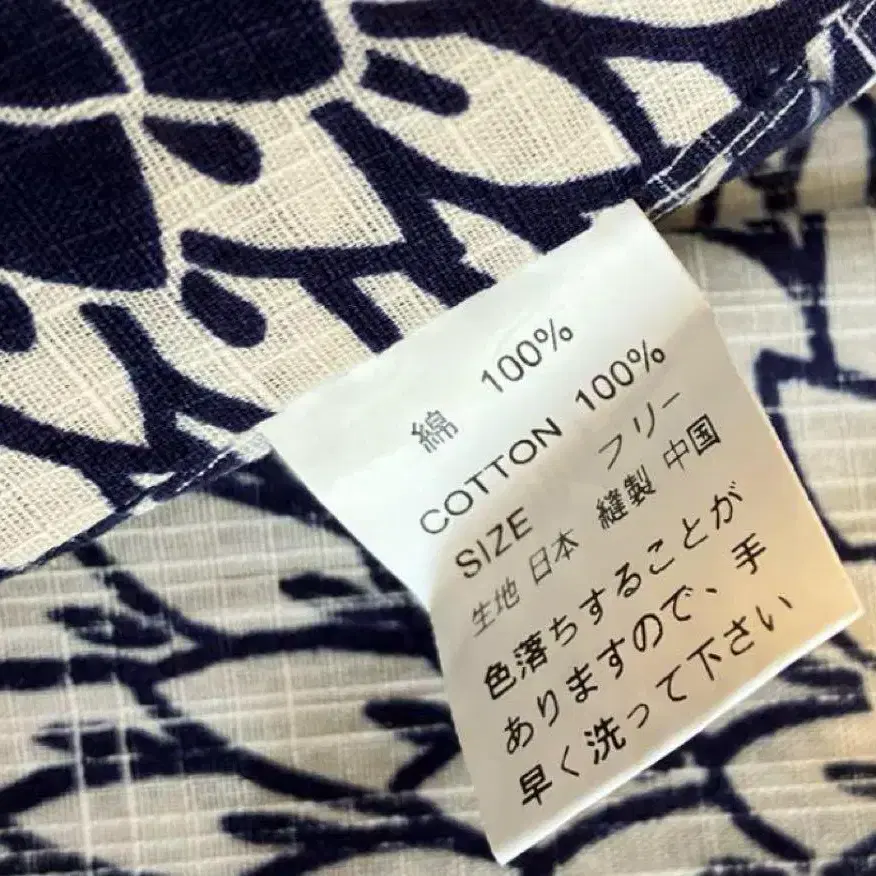 綿 100%
COTTON 100%
SIZE フリー
生地 日本 縫製 中国
色落ちすることが
ありますので、手
早く洗って下さい